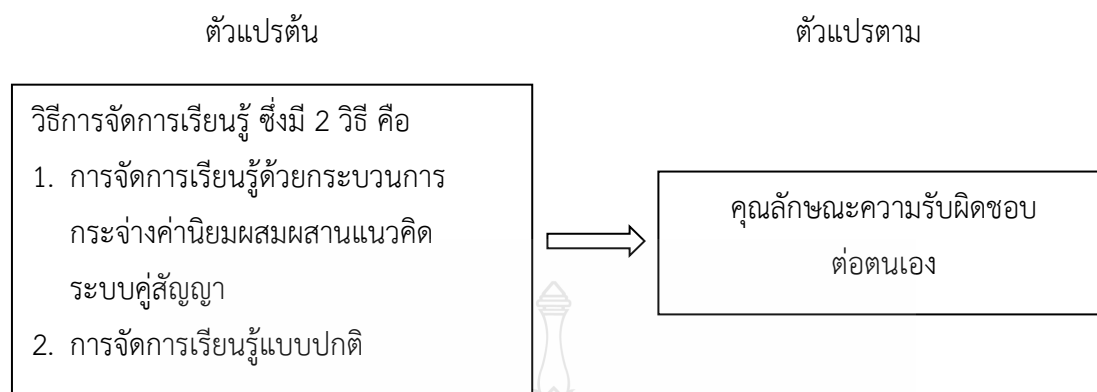 ตัวแปรต้น
ตัวแปรตาม
วิธีการจัดการเรียนรู้ ซึ่งมี 2 วิธี คือ
1. การจัดการเรียนรู้ด้วยกระบวนการ
กระจ่างค่านิยมผสมผสานแนวคิด
ระบบคู่สัญญา
2. การจัดการเรียนรู้แบบปกติ
คุณลักษณะความรับผิดชอบ
ต่อตนเอง